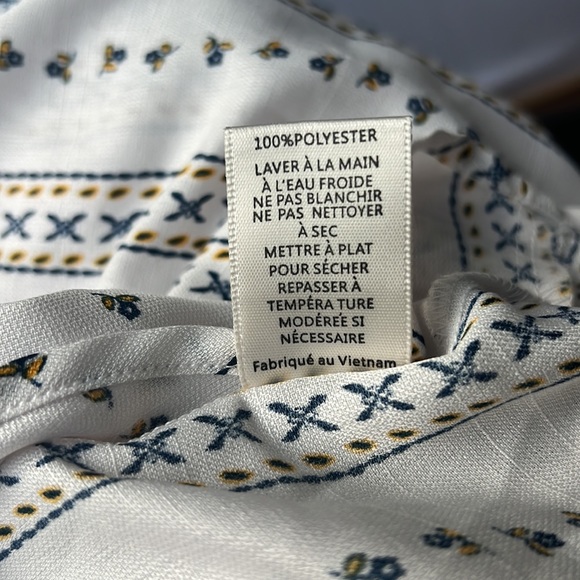 100%POLYESTER
LAVER À LA MAIN
À L'EAU FROIDE
NE PAS BLANCHIR
NE PAS NETTOYER
À SEC
METTRE À PLAT
POUR SÉCHER
REPASSER À
TEMPÉRA TURE
MODÉREÉ SI
NÉCESSAIRE
Fabriqué au Vietnam